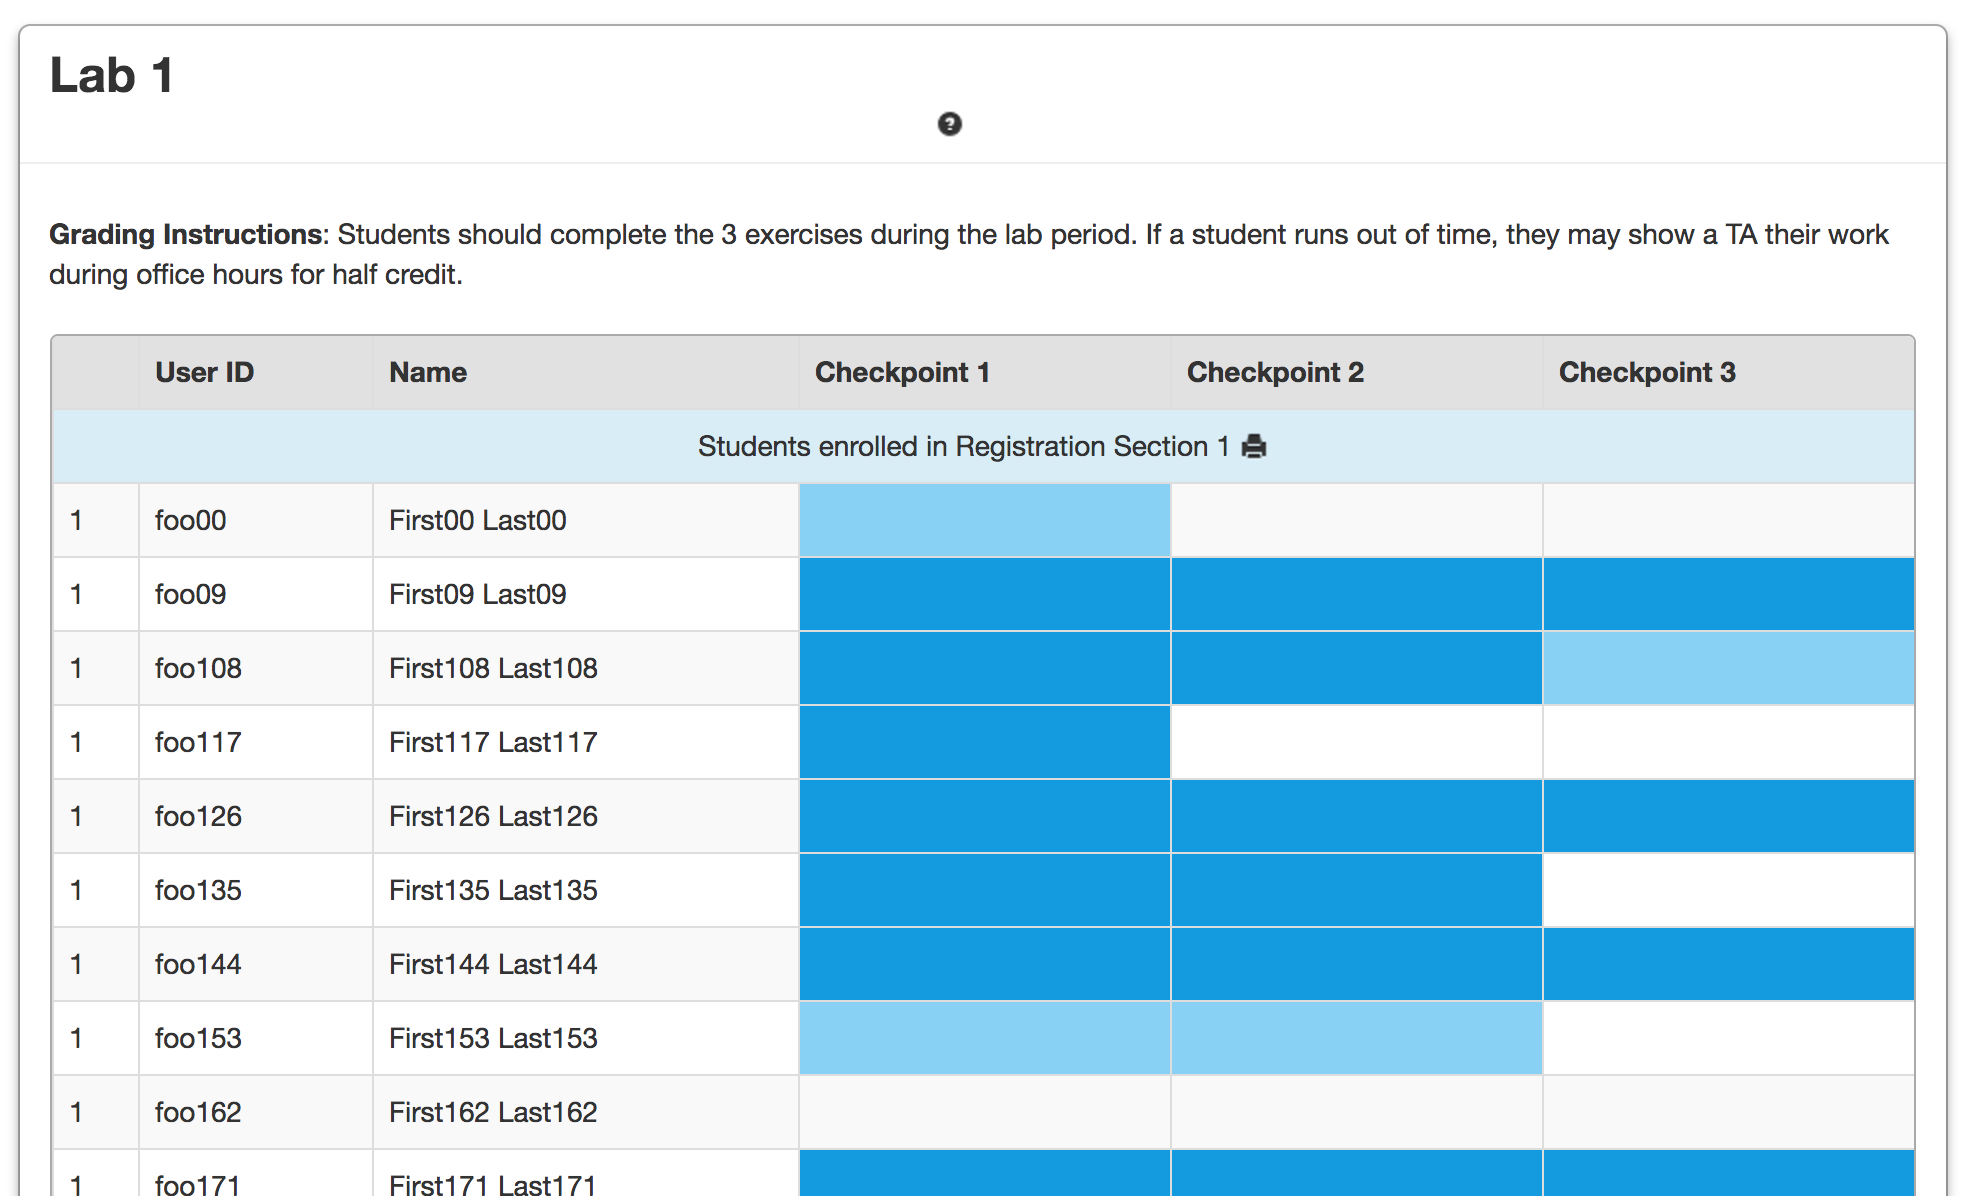 Lab 1
?
Grading Instructions: Students should complete the 3 exercises during the lab period. If a student runs out of time, they may show a TA their work
during office hours for half credit.
User ID Name Checkpoint 1 Checkpoint 2 Checkpoint 3
Students enrolled in Registration Section 1
1 foo00 First00 Last00
1 foo09 First09 Last09
1 foo108 First108 Last108
1 foo117 First117 Last117
1 foo126 First126 Last126
1 foo135 First135 Last135
1 foo144 First144 Last144
1 foo153 First153 Last153
1 foo162 First162 Last162
1 foo171 First171 Last171